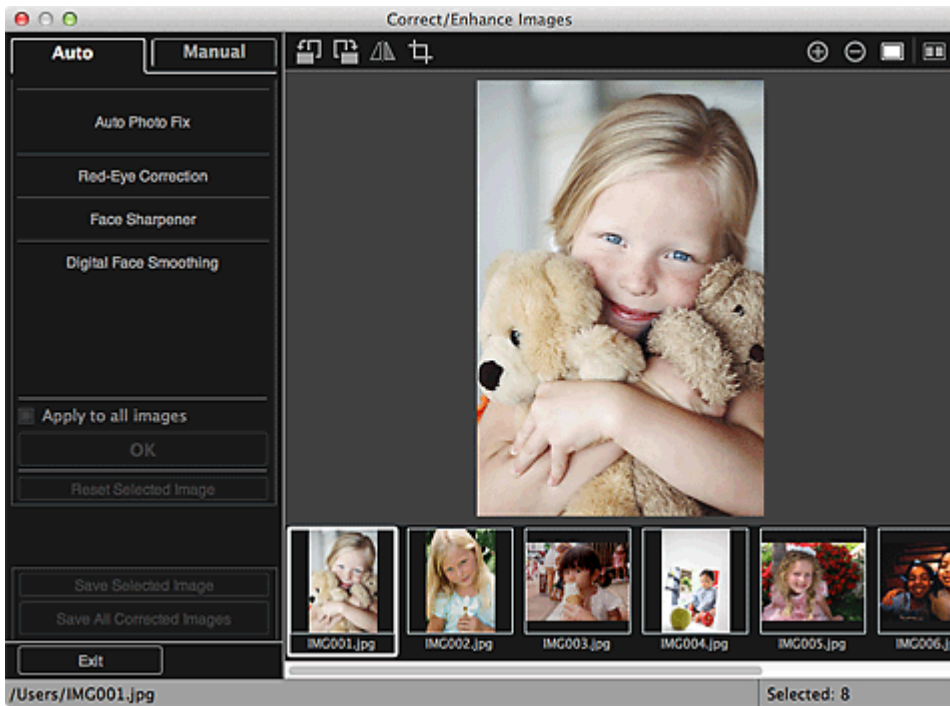 Correct/Enhance Images
Auto
Manual
Auto Photo Fix
Red-Eye Correction
Face Sharpener
Digital Face Smoothing
Apply to all images
OK
Reset Selected Image
Save Selected Image
Save All Corrected Images
IMG001.jpg
IMG002.jpg
IMG003.jpg
IMG004.jpg
IMG005.jpg
IMG006.j
Exit
/Users/IMG001.jpg
Selected: 8